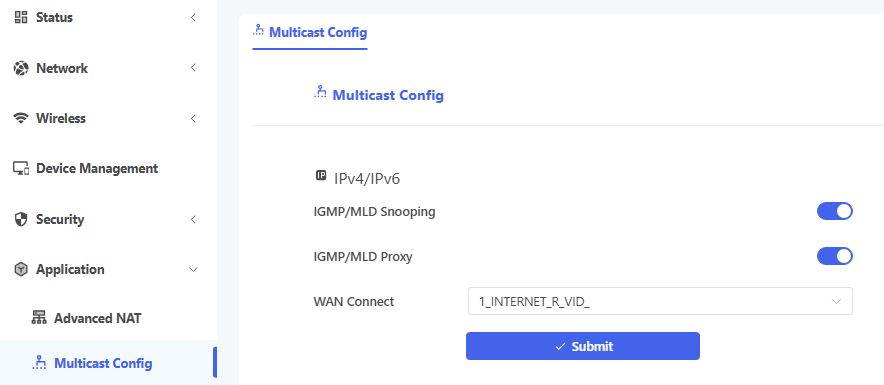 Status
Network
Wireless
Device Management
Security
Application
Advanced NAT
Multicast Config
Multicast Config
Multicast Config
IP IPv4/IPv6
IGMP/MLD Snooping
IGMP/MLD Proxy
WAN Connect 1_INTERNET_R_VID_
Submit